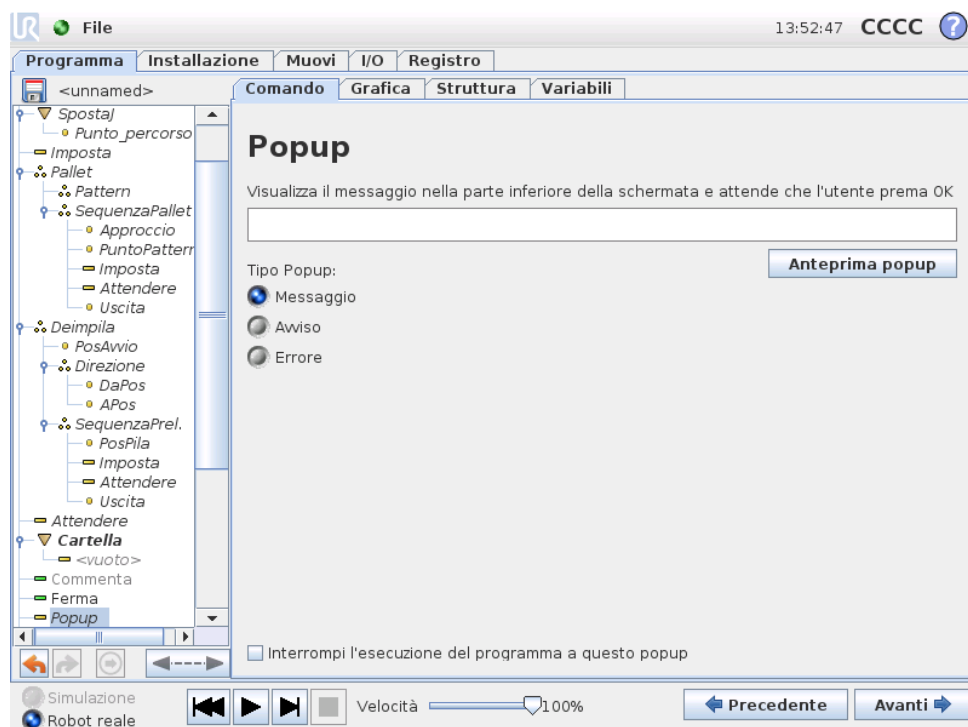 UR File 13:52:47 CCCC ?
Programma Installazione Muovi I/O Registro
<unnamed>
Comando Grafica Struttura Variabili
SpostaJ
Punto_percorso
Imposta
Pallet
Pattern
SequenzaPallet
Approccio
PuntoPattern
Imposta
Attendere
Uscita
Deimpila
PosAvvio
Direzione
DaPos
APos
SequenzaPrel.
PosPila
Imposta
Attendere
Uscita
Attendere
Cartella
<vuoto>
Commenta
Ferma
Popup
Popup
Visualizza il messaggio nella parte inferiore della schermata e attende che l'utente prema OK
Anteprima popup
Tipo Popup:
Messaggio
Avviso
Errore
Interrompi l'esecuzione del programma a questo popup
Simulazione
Robot reale
Velocità 100%
Precedente Avanti